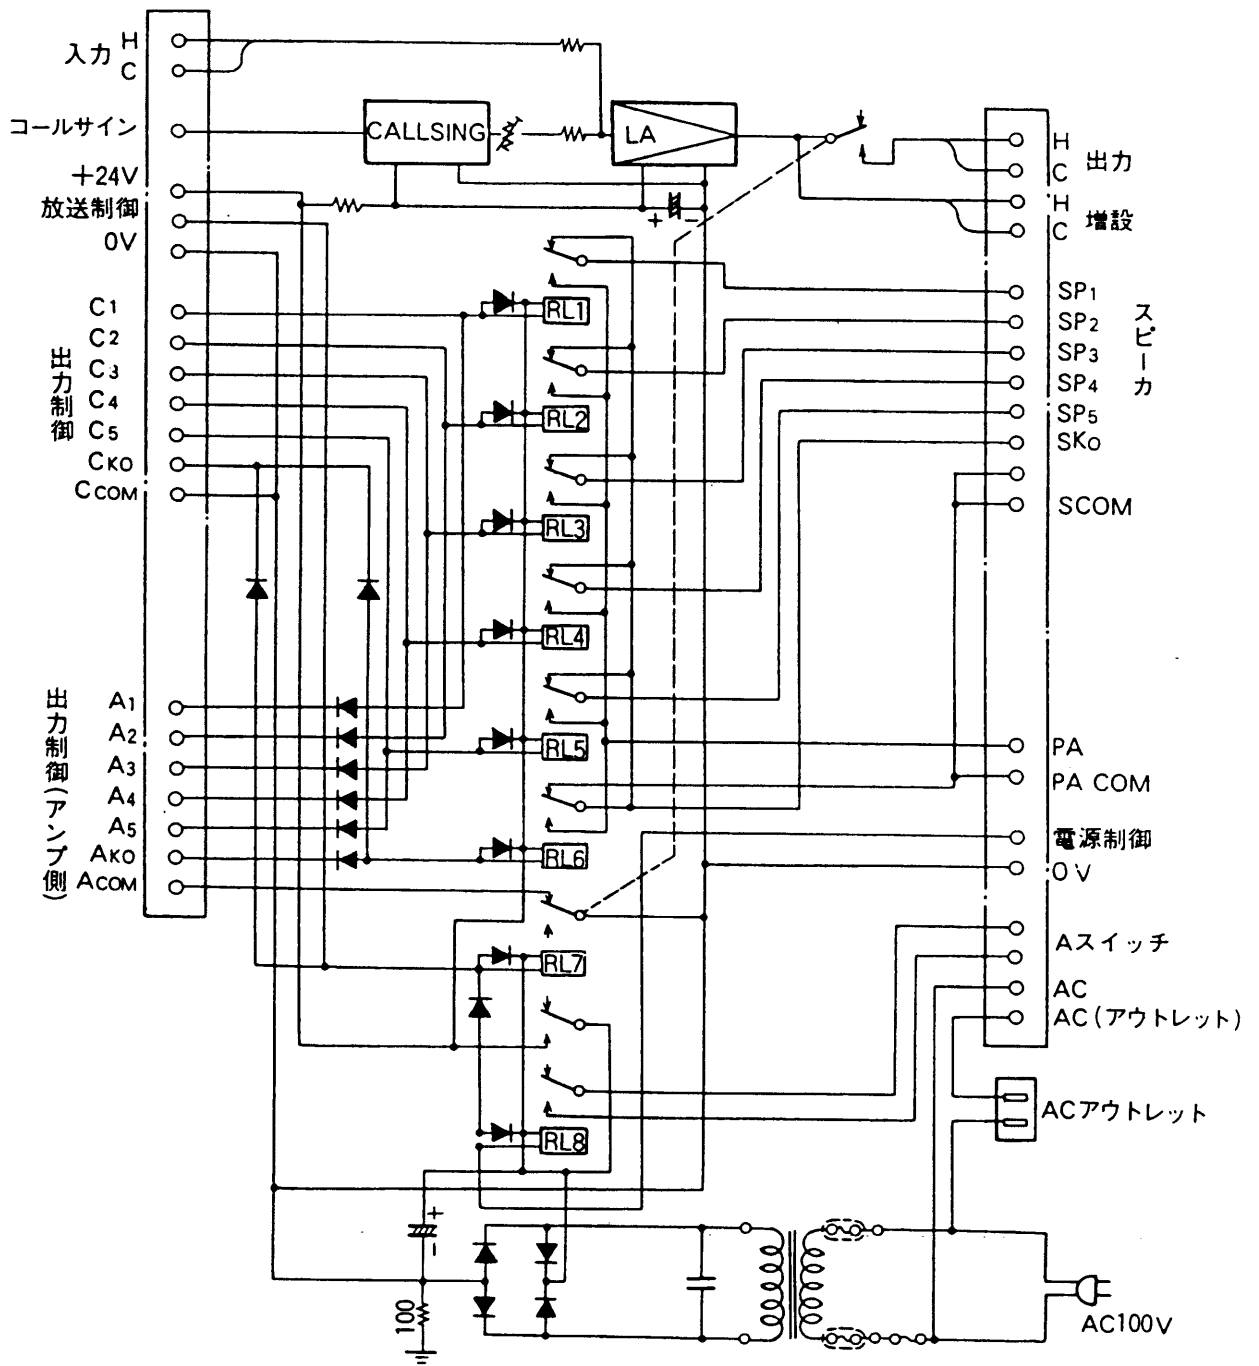 入力
H
C
コールサイン
CALLSING
LA
+24V
放送制御
0V
+
-
H
C
出力
H
C
増設
出力制御
C1
C2
C3
C4
C5
CKO
CCOM
RL1
RL2
RL3
RL4
RL5
RL6
RL7
RL8
SP1
SP2
SP3
SP4
SP5
SKO
SCOM
スピーカ
出力制御(アンプ側)
A1
A2
A3
A4
A5
AKO
ACOM
PA
PA COM
電源制御
0V
Aスイッチ
AC
AC(アウトレット)
ACアウトレット
+
-
100
AC100V